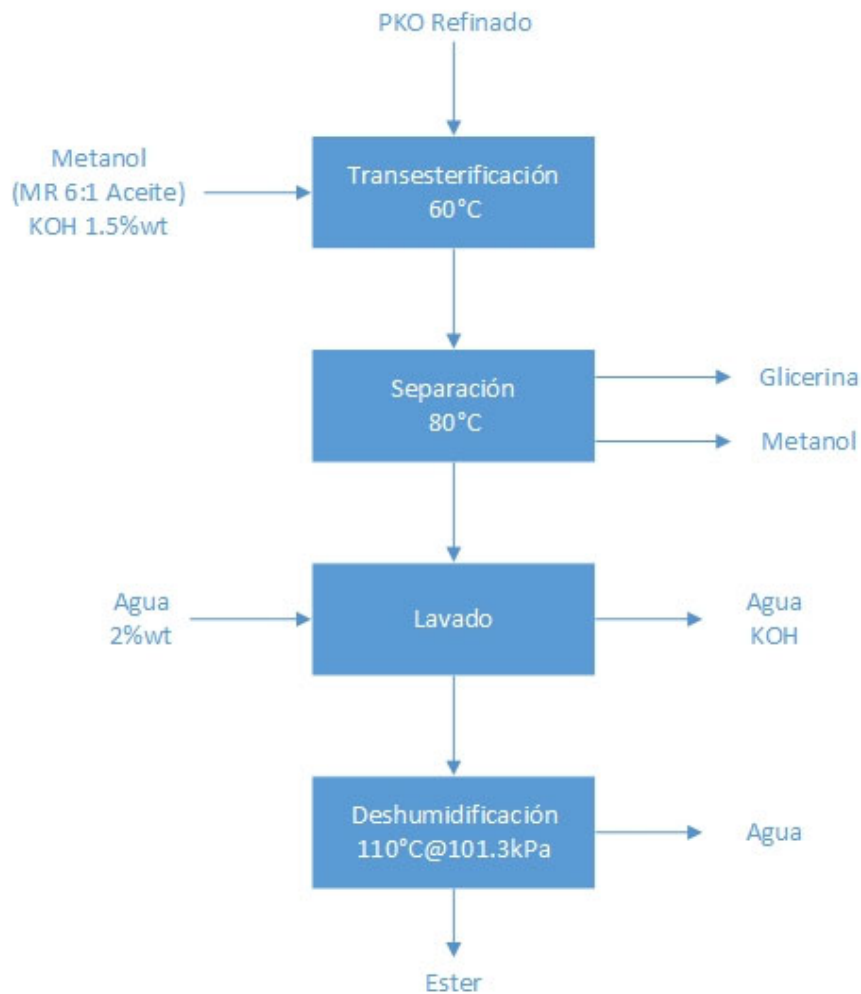 PKO Refinado
Metanol
(MR 6:1 Aceite)
KOH 1.5%wt
Transesterificación
60°C
Separación
80°C
Glicerina
Metanol
Agua
2%wt
Lavado
Agua
KOH
Deshumidificación
110°C@101.3kPa
Agua
Ester